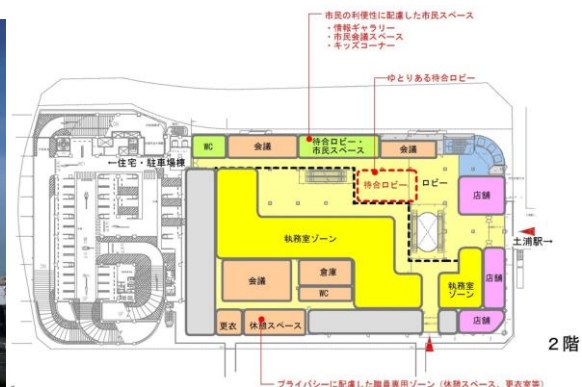 市民の利便性に配慮した市民スペース
・情報ギャラリー
・市民会議スペース
・キッズコーナー
ゆとりある待合ロビー
WC
会議
待合ロビー・
市民スペース
会議
←住宅・駐車場棟
待合ロビー
ロビー
店舗
執務室ゾーン
土浦駅→
会議
倉庫
WC
執務室
ゾーン
店舗
更衣
休憩スペース
店舗
2階
プライバシーに配慮した職員専用ゾーン（休憩スペース、更衣室等）